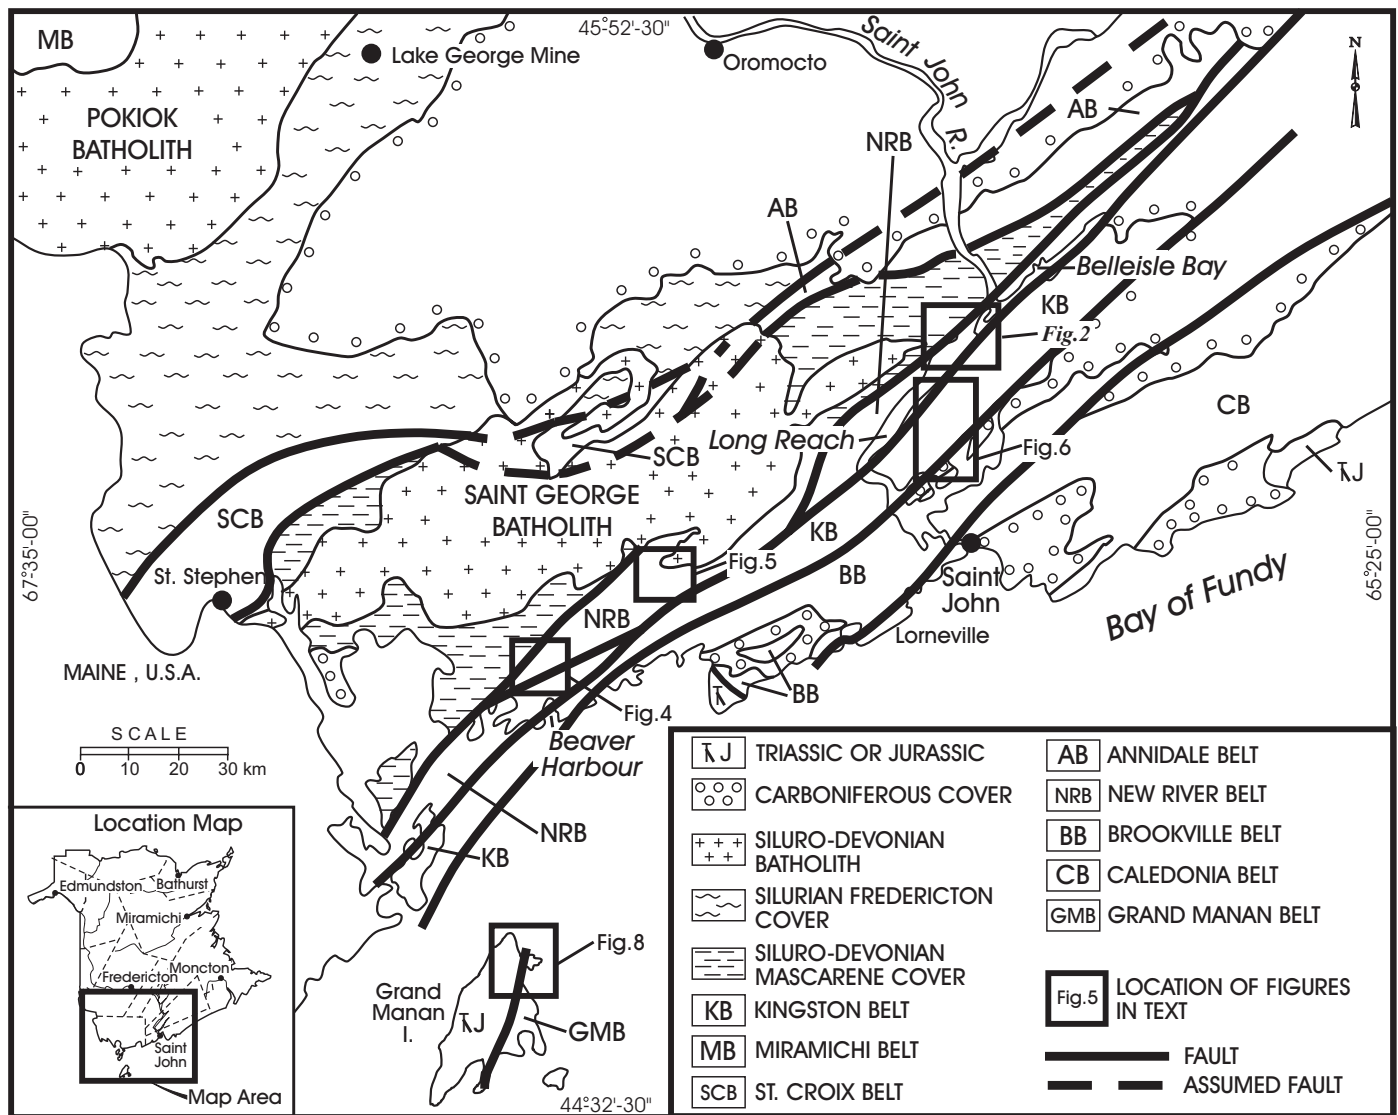 45°52'-30"
MB
Lake George Mine
Oromocto
Saint John R.
N
POKIOK
BATHOLITH
AB
NRB
AB
Belleisle Bay
KB
Fig.2
CB
Long Reach
SCB
Fig.6
ҠJ
SAINT GEORGE
BATHOLITH
SCB
KB
67°35-00"
65°25-00"
St. Stephen
Fig.5
BB
Saint
John
Bay of Fundy
NRB
Lorneville
MAINE , U.S.A.
BB
Ҡ
Fig.4
Beaver
Harbour
SCALE
0 10 20 30 km
NRB
KB
Fig.8
Grand
Manan
I.
ҠJ
GMB
44°32'-30"
Location Map
Edmundston
Bathurst
Miramichi
Fredericton
Moncton
Saint
John
Map Area
ҠJ TRIASSIC OR JURASSIC
CARBONIFEROUS COVER
SILURO-DEVONIAN
BATHOLITH
SILURIAN FREDERICTON
COVER
SILURO-DEVONIAN
MASCARENE COVER
KB KINGSTON BELT
MB MIRAMICHI BELT
SCB ST. CROIX BELT
AB ANNIDALE BELT
NRB NEW RIVER BELT
BB BROOKVILLE BELT
CB CALEDONIA BELT
GMB GRAND MANAN BELT
Fig.5 LOCATION OF FIGURES
IN TEXT
FAULT
ASSUMED FAULT